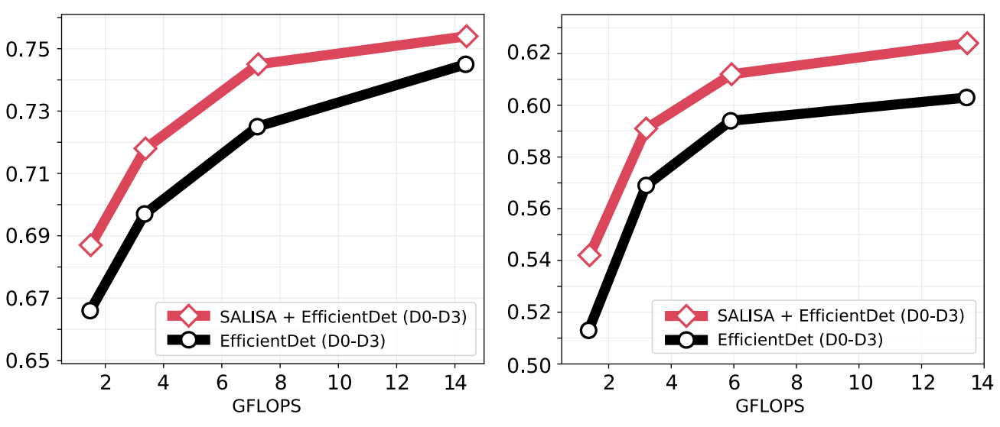 0.75
0.73
0.71
0.69
0.67
0.65
2 4 6 8 10 12 14
GFLOPS
SALISA + EfficientDet (D0-D3)
EfficientDet (D0-D3)
0.62
0.60
0.58
0.56
0.54
0.52
0.50
2 4 6 8 10 12 14
GFLOPS
SALISA + EfficientDet (D0-D3)
EfficientDet (D0-D3)